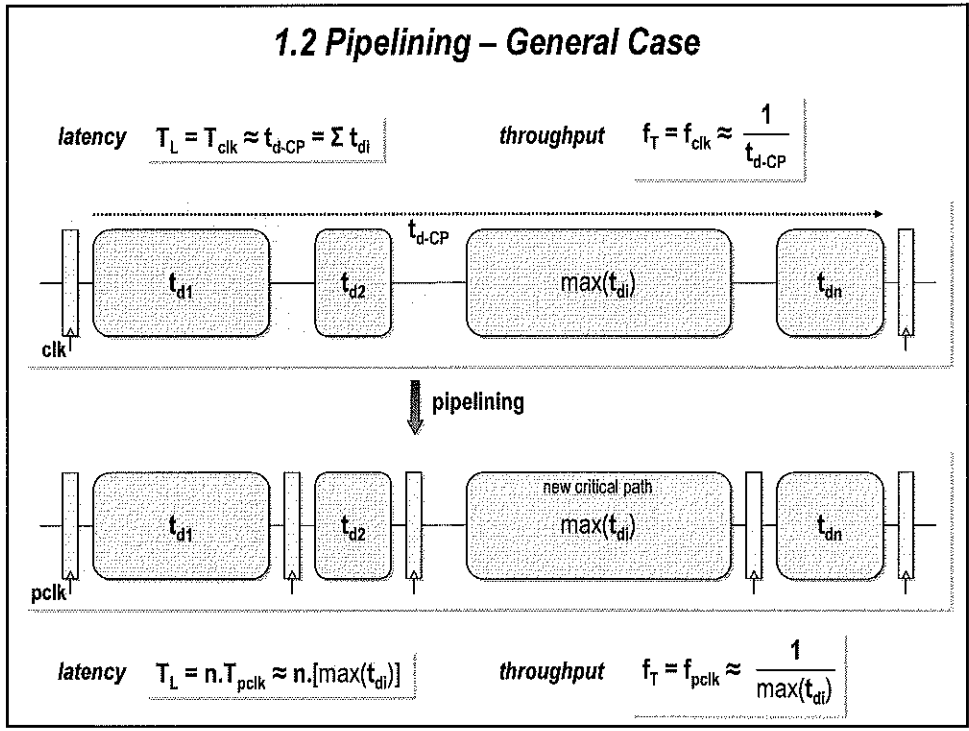 1.2 Pipelining – General Case
latency T_L = T_clk ≈ t_d-CP = Σ t_di
throughput f_T = f_clk ≈ 1 / t_d-CP
t_d-CP
t_d1 t_d2 max(t_di) t_dn
clk
pipelining
new critical path
t_d1 t_d2 max(t_di) t_dn
pclk
latency T_L = n.T_pclk ≈ n.[max(t_di)]
throughput f_T = f_pclk ≈ 1 / max(t_di)